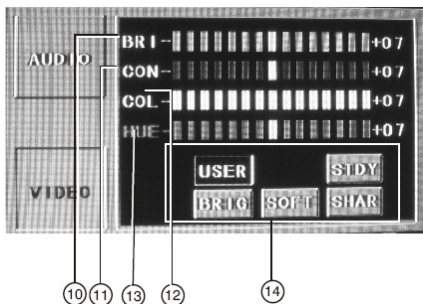 AUDIO
BRI +07
CON +07
COL +07
HUE +07
VIDEO
USER STDY
BRIG SOFT SHAR
10 11 13 12 14